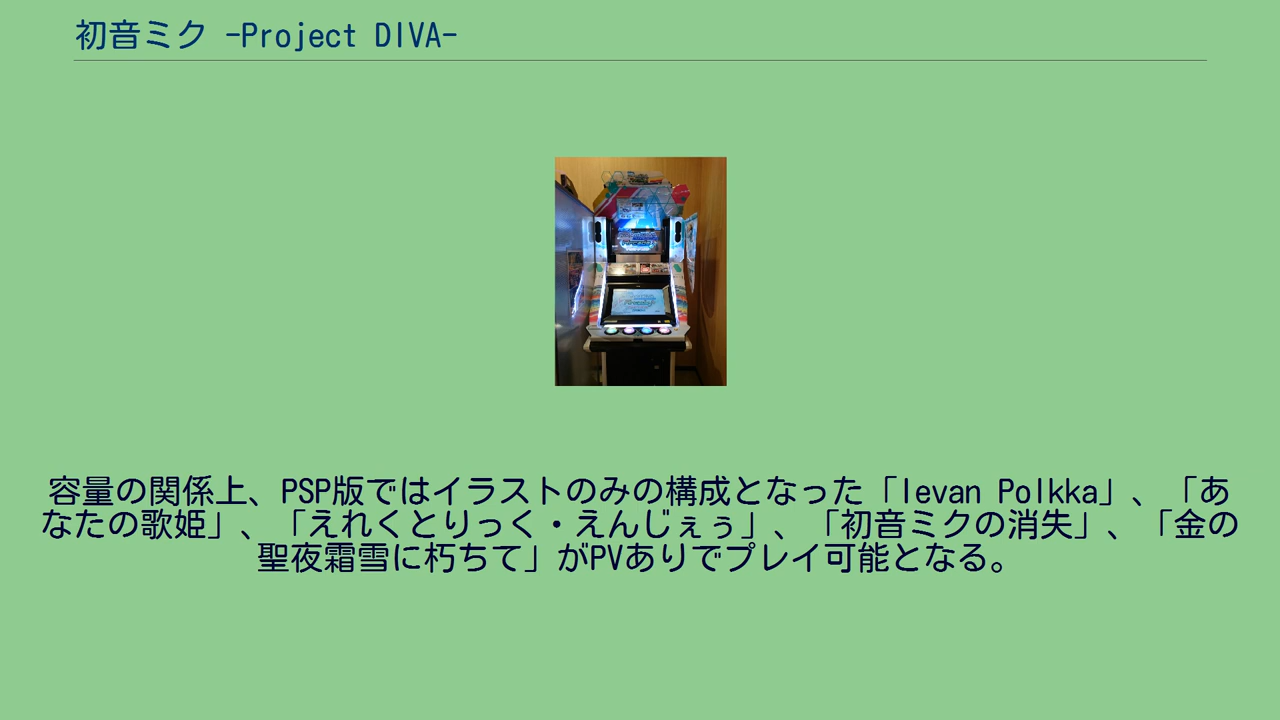 初音ミク -Project DIVA-
容量の関係上、PSP版ではイラストのみの構成となった「Ievan Polkka」、「あ
なたの歌姫」、「えれくとりっく・えんじぇぅ」、「初音ミクの消失」、「金の
聖夜霜雪に朽ちて」がPVありでプレイ可能となる。